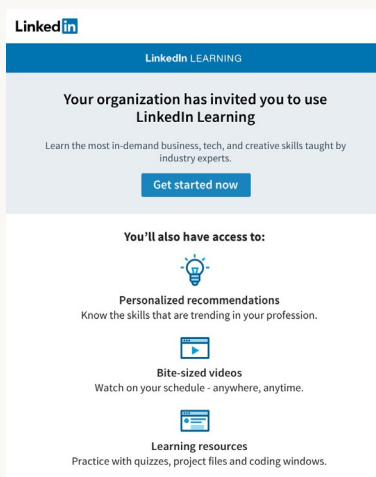 Linked in
LinkedIn LEARNING
Your organization has invited you to use
LinkedIn Learning
Learn the most in-demand business, tech, and creative skills taught by
industry experts.
Get started now
You'll also have access to:
Personalized recommendations
Know the skills that are trending in your profession.
Bite-sized videos
Watch on your schedule - anywhere, anytime.
Learning resources
Practice with quizzes, project files and coding windows.